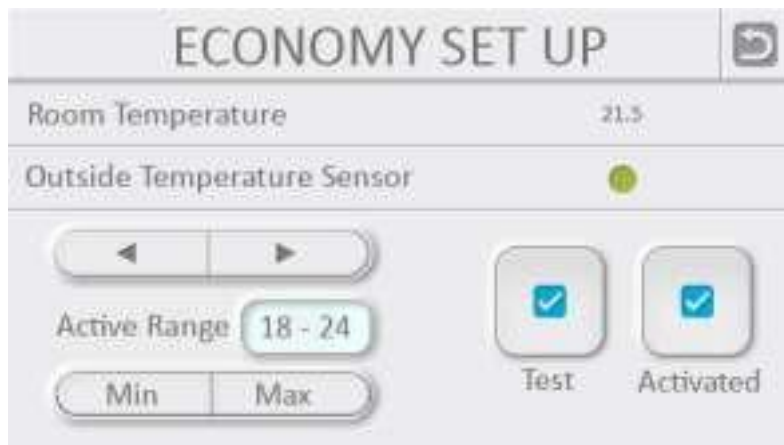 ECONOMY SET UP
Room Temperature 21.5
Outside Temperature Sensor
Active Range 18 - 24
Min Max
Test Activated